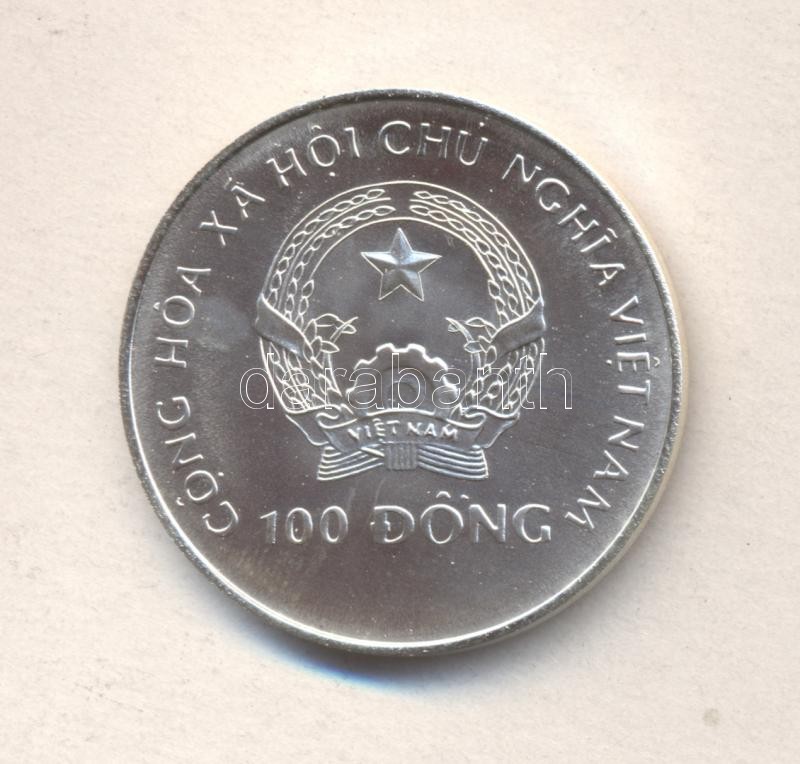 CỘNG HÒA XÃ HỘI CHỦ NGHĨA VIỆT NAM
VIỆT NAM
100 ĐỒNG
darabanth